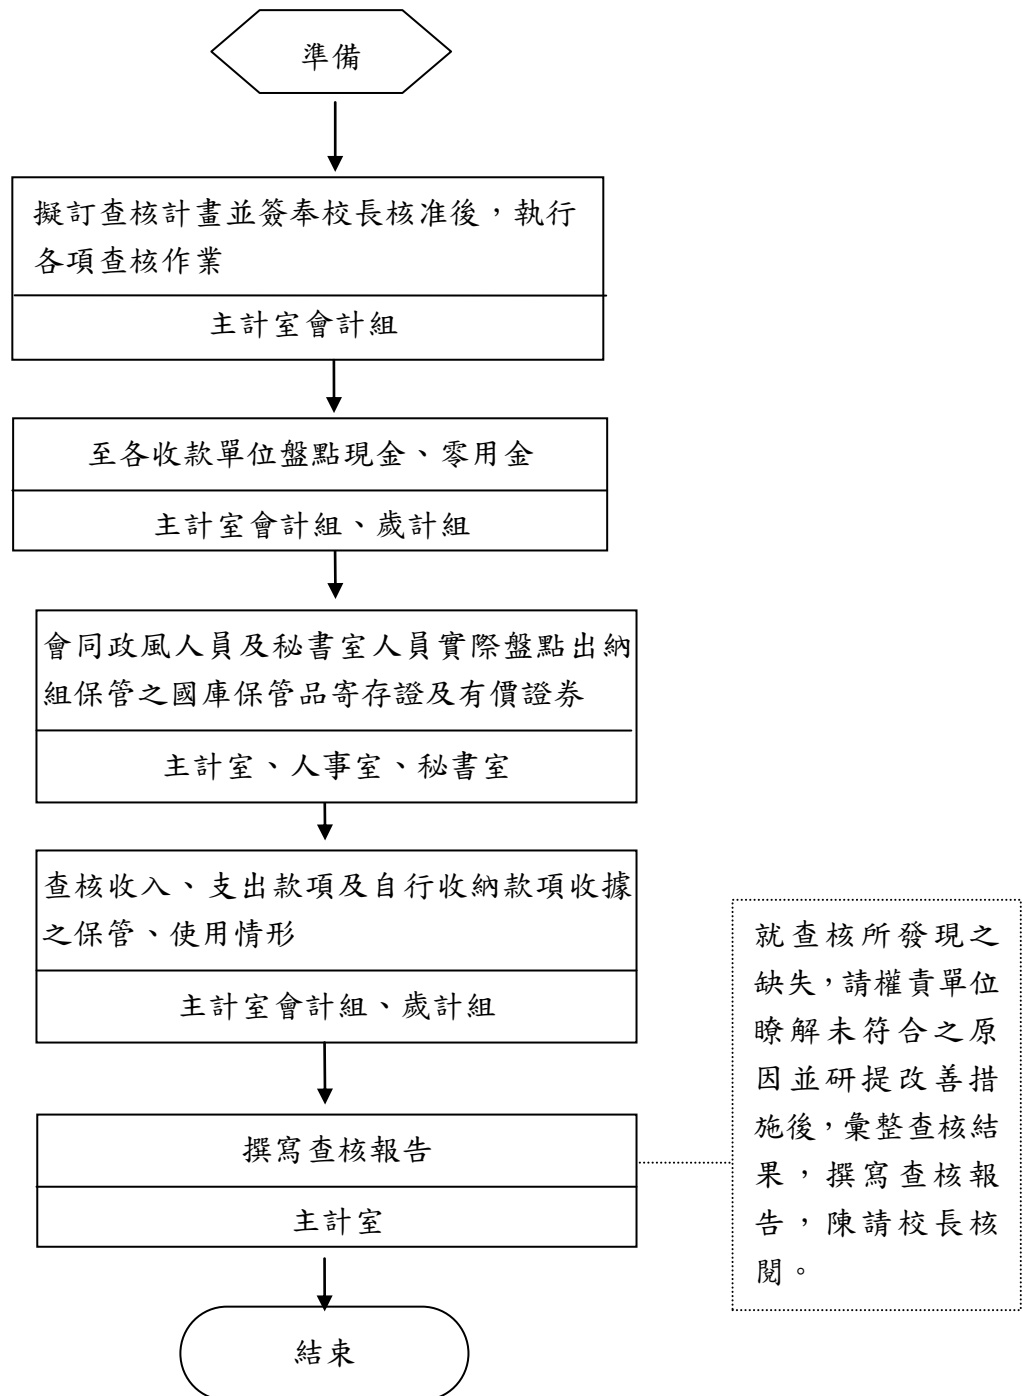 準備
擬訂查核計畫並簽奉校長核准後，執行
各項查核作業
主計室會計組
至各收款單位盤點現金、零用金
主計室會計組、歲計組
會同政風人員及秘書室人員實際盤點出納
組保管之國庫保管品寄存證及有價證券
主計室、人事室、秘書室
查核收入、支出款項及自行收納款項收據
之保管、使用情形
主計室會計組、歲計組
撰寫查核報告
主計室
就查核所發現之
缺失，請權責單位
瞭解未符合之原
因並研提改善措
施後，彙整查核結
果，撰寫查核報
告，陳請校長核
閱。
結束